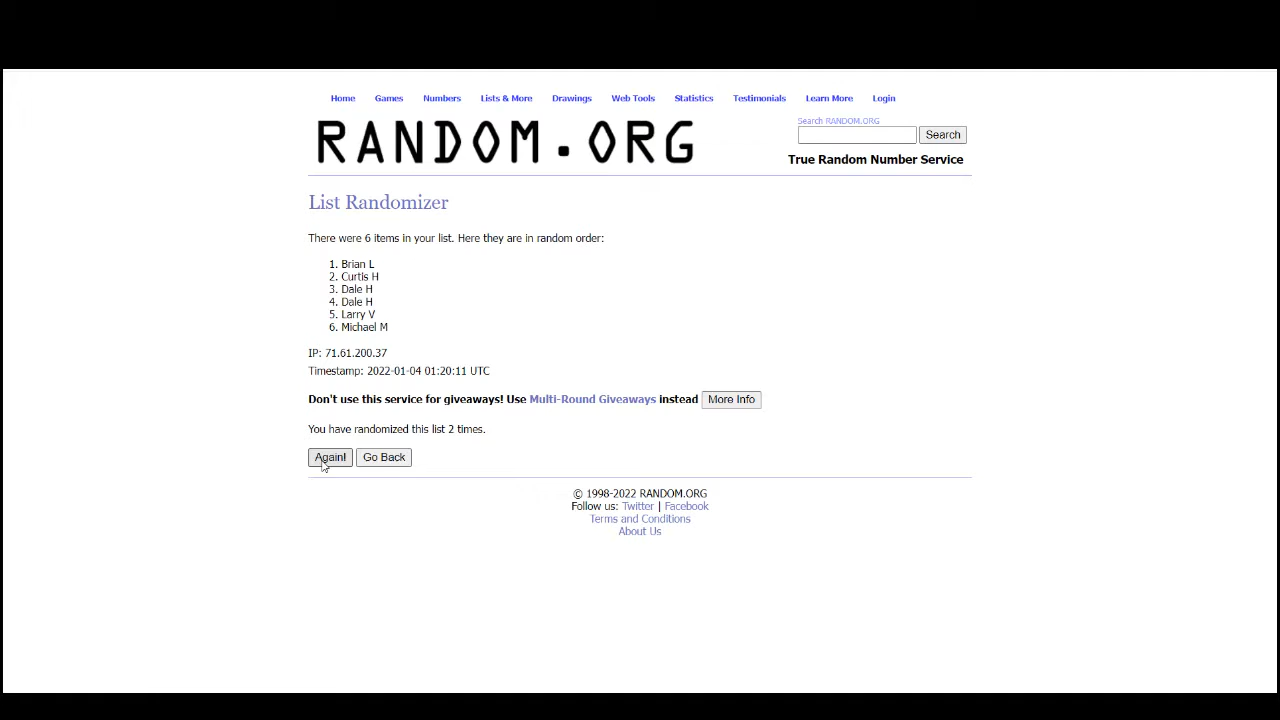 Home Games Numbers Lists & More Drawings Web Tools Statistics Testimonials Learn More Login
RANDOM.ORG
Search RANDOM.ORG
Search
True Random Number Service
List Randomizer
There were 6 items in your list. Here they are in random order:
1. Brian L
2. Curtis H
3. Dale H
4. Dale H
5. Larry V
6. Michael M
IP: 71.61.200.37
Timestamp: 2022-01-04 01:20:11 UTC
Don't use this service for giveaways! Use Multi-Round Giveaways instead More Info
You have randomized this list 2 times.
Again! Go Back
© 1998-2022 RANDOM.ORG
Follow us: Twitter | Facebook
Terms and Conditions
About Us